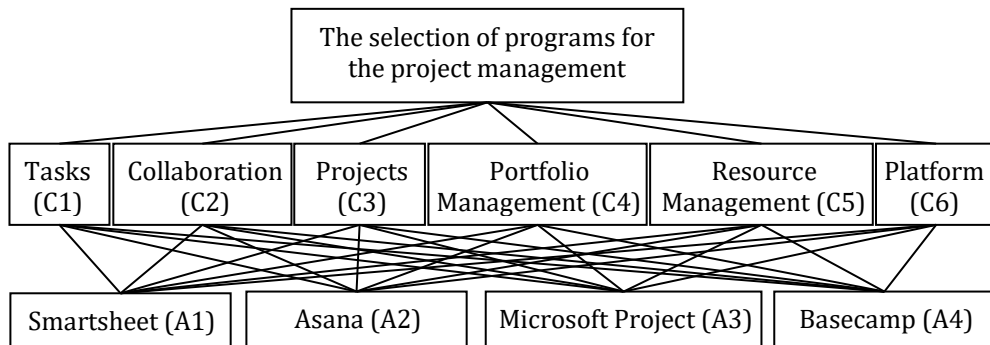 The selection of programs for
the project management
Tasks
(C1)
Collaboration
(C2)
Projects
(C3)
Portfolio
Management (C4)
Resource
Management (C5)
Platform
(C6)
Smartsheet (A1)
Asana (A2)
Microsoft Project (A3)
Basecamp (A4)